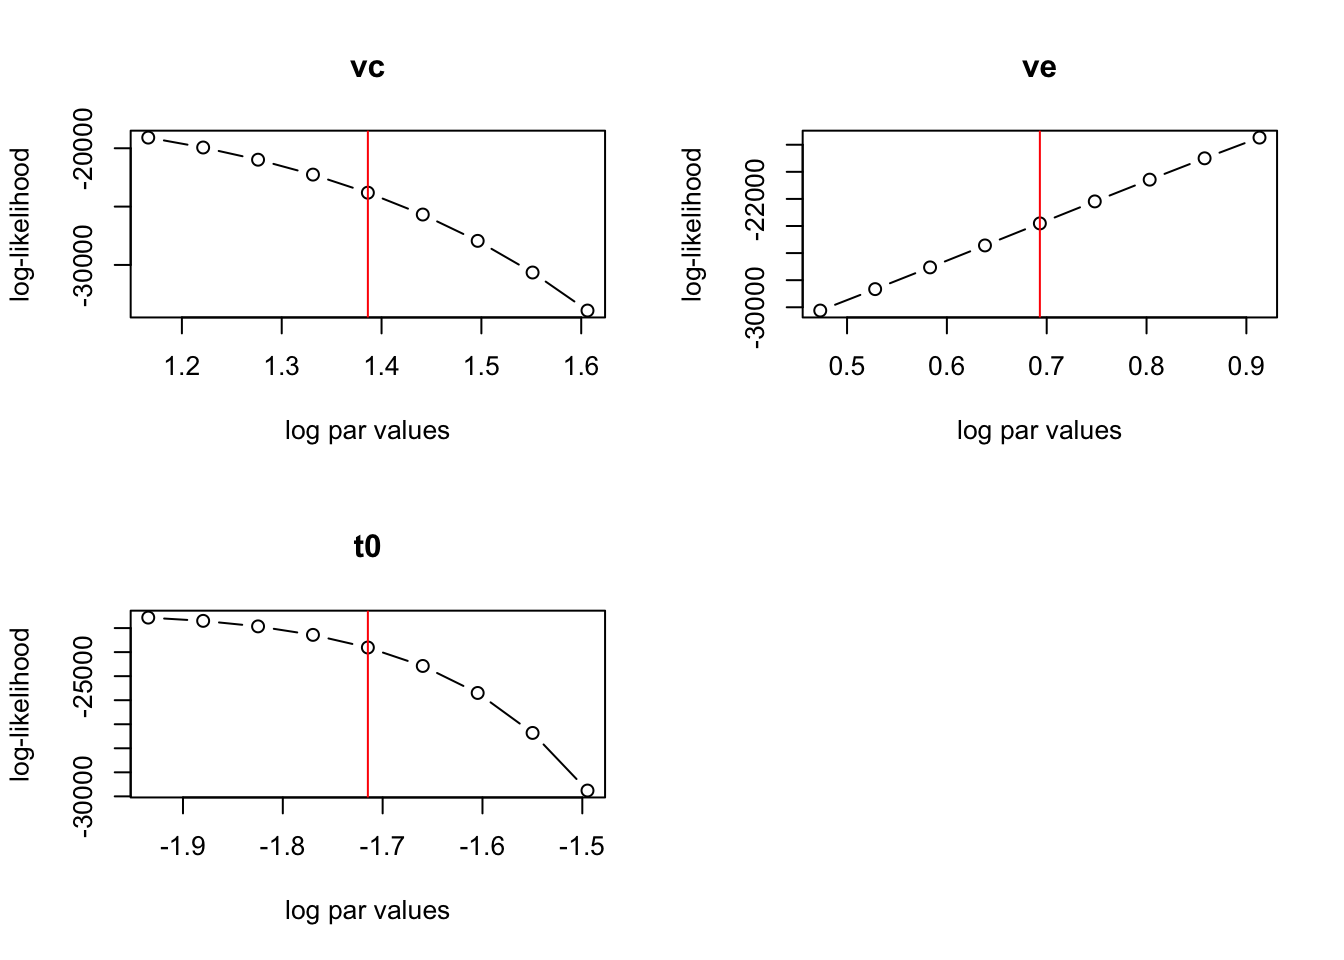 vc
log-likelihood
-20000
-30000
1.2 1.3 1.4 1.5 1.6
log par values
ve
log-likelihood
-22000
-30000
0.5 0.6 0.7 0.8 0.9
log par values
t0
log-likelihood
-25000
-30000
-1.9 -1.8 -1.7 -1.6 -1.5
log par values